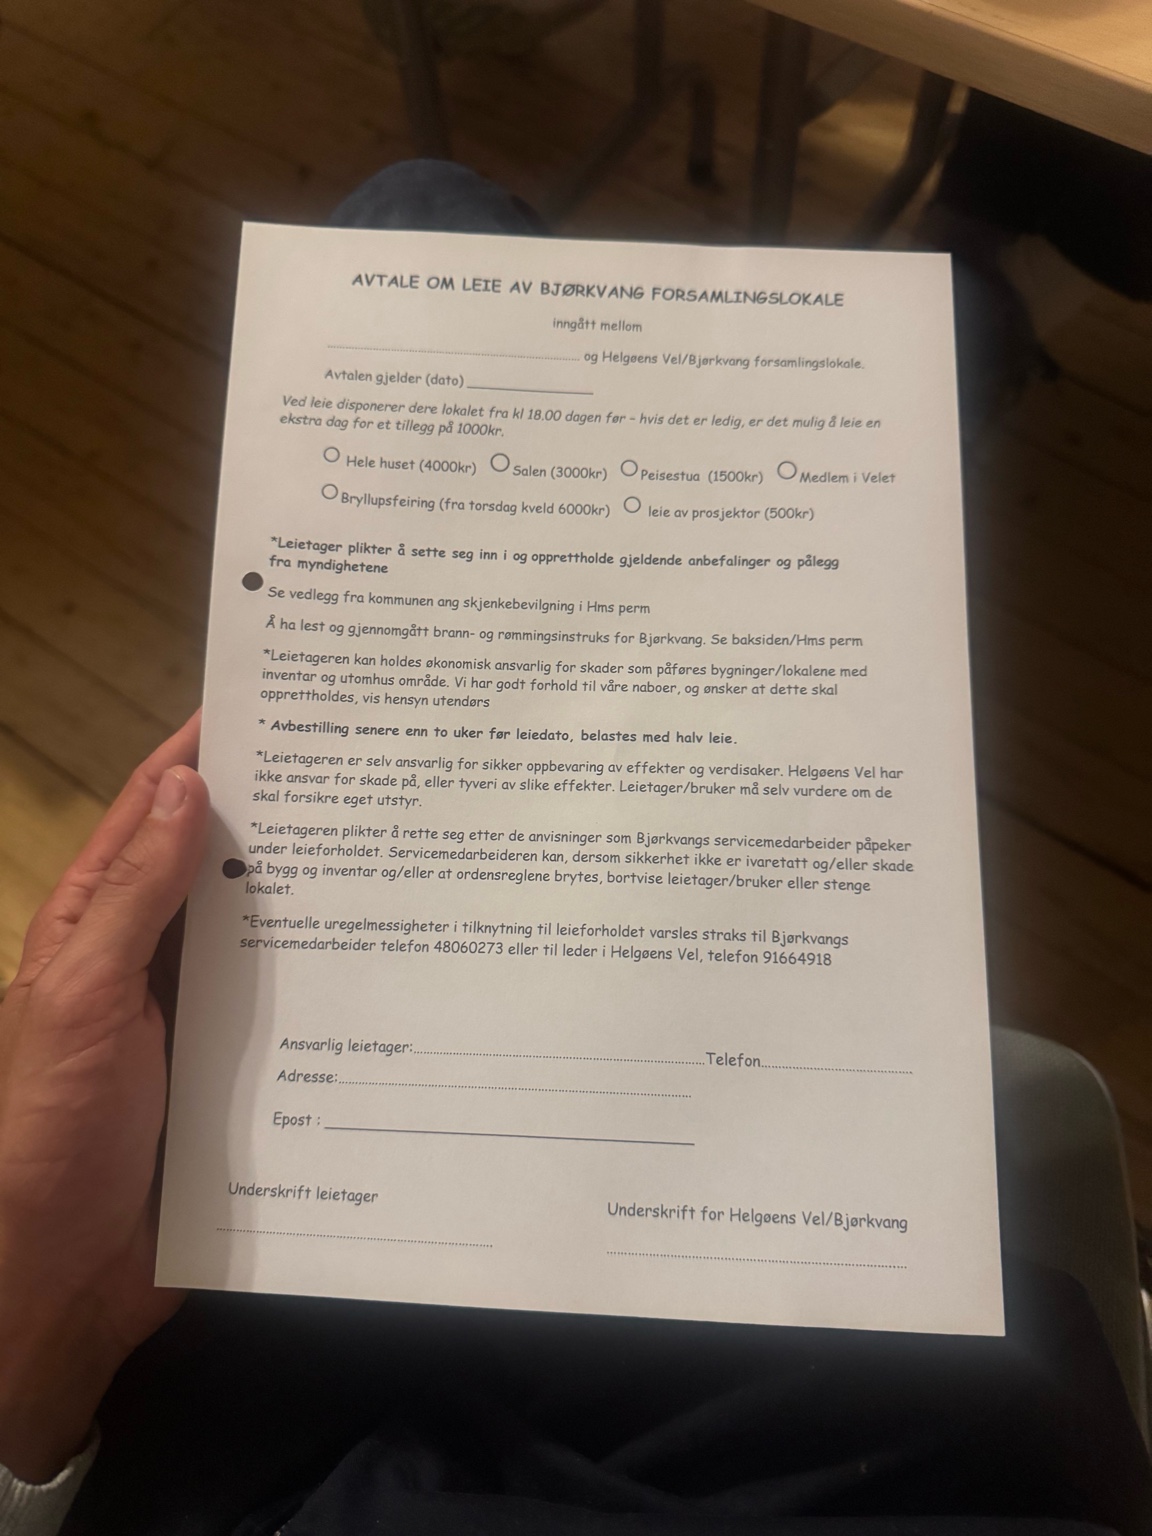 AVTALE OM LEIE AV BJØRKVANG FORSAMLINGSLOKALE
inngått mellom
........................................ og Helgøens Vel/Bjørkvang forsamlingslokale.
Avtalen gjelder (dato) ______________
Ved leie disponerer dere lokalet fra kl 18.00 dagen før - hvis det er ledig, er det mulig å leie en
ekstra dag for et tillegg på 1000kr.
Hele huset (4000kr) Salen (3000kr) Peisestua (1500kr) Medlem i Velet
Bryllupsfeiring (fra torsdag kveld 6000kr) leie av prosjektor (500kr)
*Leietager plikter å sette seg inn i og opprettholde gjeldende anbefalinger og pålegg
fra myndighetene
Se vedlegg fra kommunen ang skjenkebevilgning i Hms perm
Å ha lest og gjennomgått brann- og rømmingsinstruks for Bjørkvang. Se baksiden/Hms perm
*Leietageren kan holdes økonomisk ansvarlig for skader som påføres bygninger/lokalene med
inventar og utomhus område. Vi har godt forhold til våre naboer, og ønsker at dette skal
opprettholdes, vis hensyn utendørs
* Avbestilling senere enn to uker før leiedato, belastes med halv leie.
*Leietageren er selv ansvarlig for sikker oppbevaring av effekter og verdisaker. Helgøens Vel har
ikke ansvar for skade på, eller tyveri av slike effekter. Leietager/bruker må selv vurdere om de
skal forsikre eget utstyr.
*Leietageren plikter å rette seg etter de anvisninger som Bjørkvangs servicemedarbeider påpeker
under leieforholdet. Servicemedarbeideren kan, dersom sikkerhet ikke er ivaretatt og/eller skade
på bygg og inventar og/eller at ordensreglene brytes, bortvise leietager/bruker eller stenge
lokalet.
*Eventuelle uregelmessigheter i tilknytning til leieforholdet varsles straks til Bjørkvangs
servicemedarbeider telefon 48060273 eller til leder i Helgøens Vel, telefon 91664918
Ansvarlig leietager:........................................Telefon....................
Adresse:........................................
Epost : ______________________________
Underskrift leietager
Underskrift for Helgøens Vel/Bjørkvang